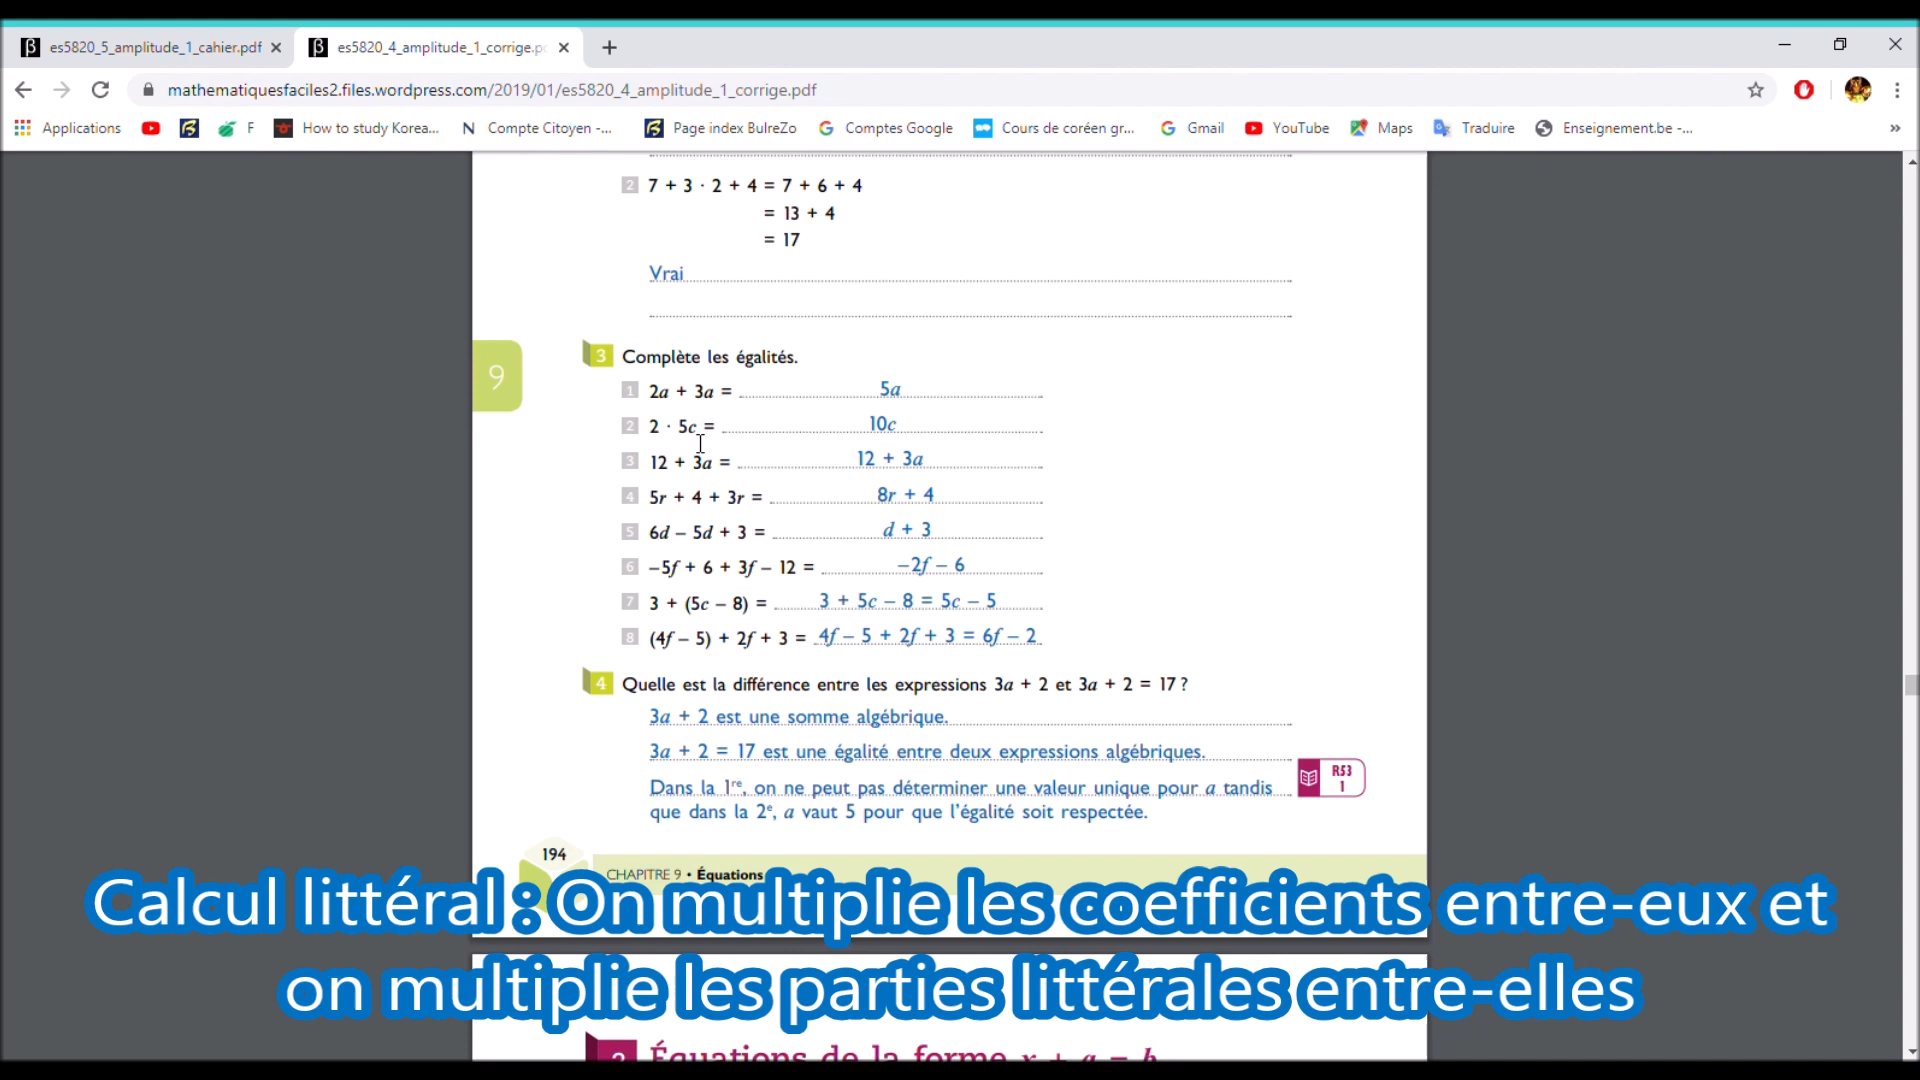 es5820_5_amplitude_1_cahier.pdf
es5820_4_amplitude_1_corrige.p
mathematiquesfaciles2.files.wordpress.com/2019/01/es5820_4_amplitude_1_corrige.pdf
Applications F How to study Korea... Compte Citoyen -... Page index BulreZo Comptes Google Cours de coréen gr... Gmail YouTube Maps Traduire Enseignement.be -... »
2 7 + 3 · 2 + 4 = 7 + 6 + 4
= 13 + 4
= 17
Vrai
9
3 Complète les égalités.
1 2a + 3a = 5a
2 2 · 5c = 10c
3 12 + 3a = 12 + 3a
4 5r + 4 + 3r = 8r + 4
5 6d – 5d + 3 = d + 3
6 –5f + 6 + 3f – 12 = –2f – 6
7 3 + (5c – 8) = 3 + 5c – 8 = 5c – 5
8 (4f – 5) + 2f + 3 = 4f – 5 + 2f + 3 = 6f – 2
4 Quelle est la différence entre les expressions 3a + 2 et 3a + 2 = 17 ?
3a + 2 est une somme algébrique.
3a + 2 = 17 est une égalité entre deux expressions algébriques.
R53
1
Dans la 1re, on ne peut pas déterminer une valeur unique pour a tandis
que dans la 2e, a vaut 5 pour que l'égalité soit respectée.
194
CHAPITRE 9 • Équations
Calcul littéral : On multiplie les coefficients entre-eux et
on multiplie les parties littérales entre-elles
2 Équations de la forme x + a = b